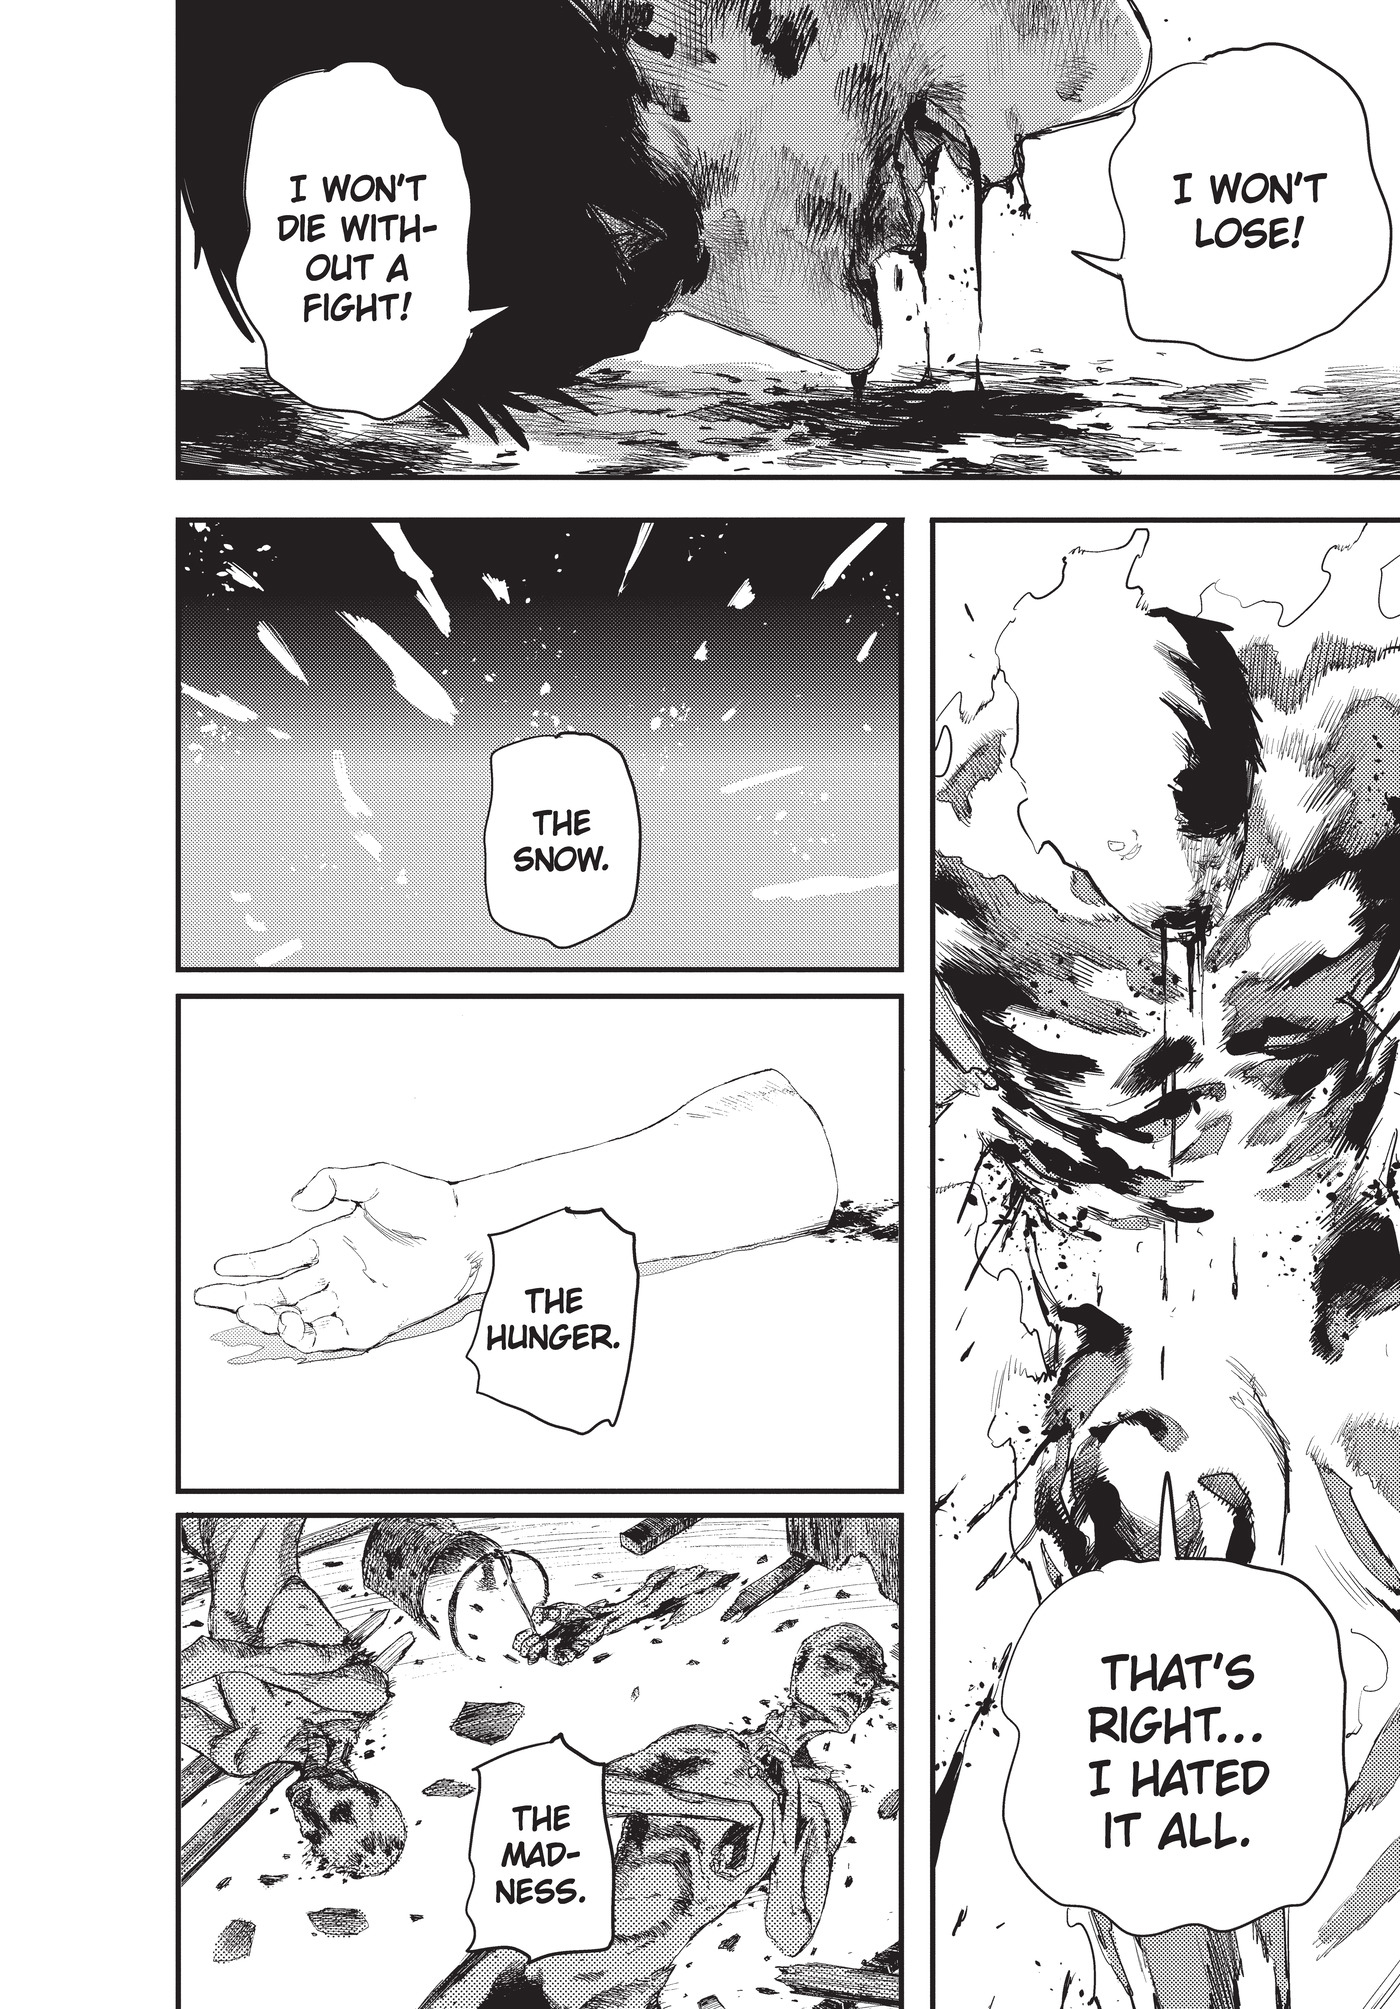 I WON'T
LOSE!
I WON'T
DIE WITH-
OUT A
FIGHT!
THAT'S
RIGHT...
I HATED
IT ALL.
THE
SNOW.
THE
HUNGER.
THE
MAD-
NESS.